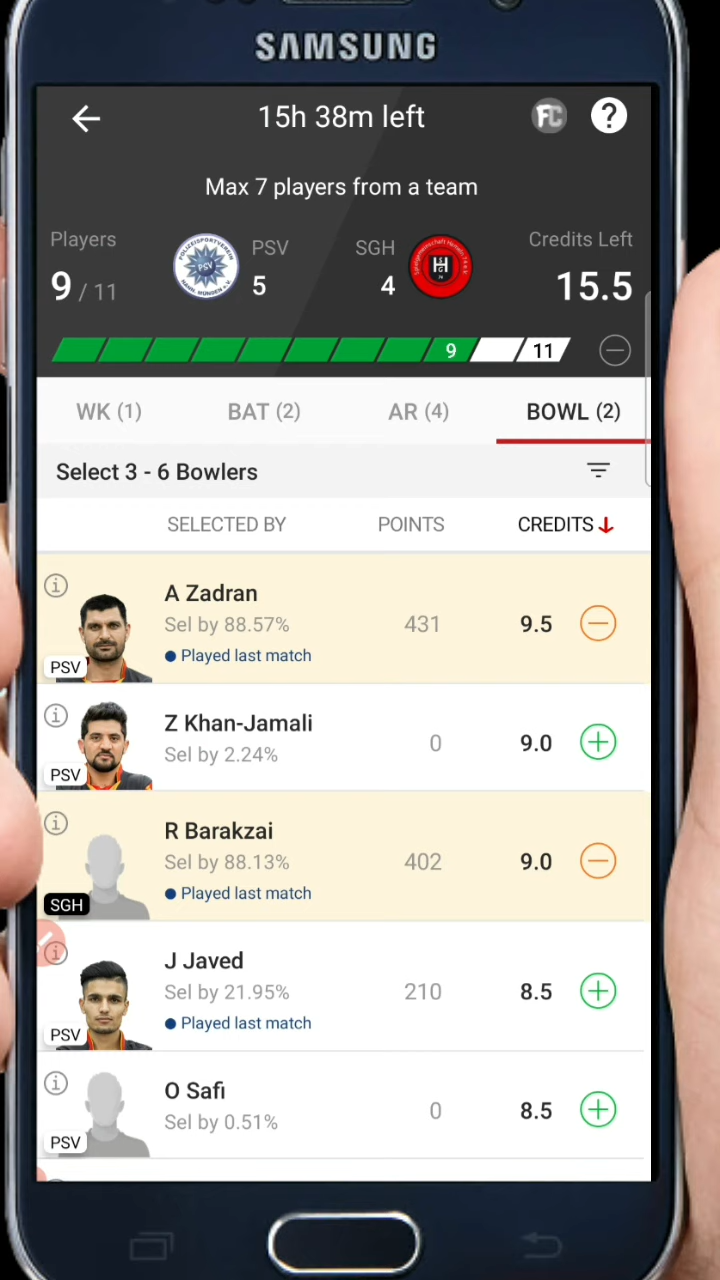 SAMSUNG
15h 38m left
FC
?
Max 7 players from a team
Players
9 / 11
PSV
5
SGH
4
Credits Left
15.5
9
11
WK (1)
BAT (2)
AR (4)
BOWL (2)
Select 3 - 6 Bowlers
SELECTED BY
POINTS
CREDITS
A Zadran
Sel by 88.57%
Played last match
431
9.5
PSV
Z Khan-Jamali
Sel by 2.24%
0
9.0
PSV
R Barakzai
Sel by 88.13%
Played last match
402
9.0
SGH
J Javed
Sel by 21.95%
Played last match
210
8.5
PSV
O Safi
Sel by 0.51%
0
8.5
PSV